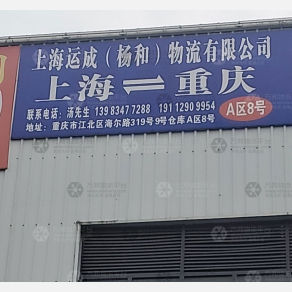 上海运成（杨和）物流有限公司
上海⇌重庆
联系电话：汤先生 13983477288 19112909954
A区8号
地址：重庆市江北区海尔路319号9号仓库A区8号